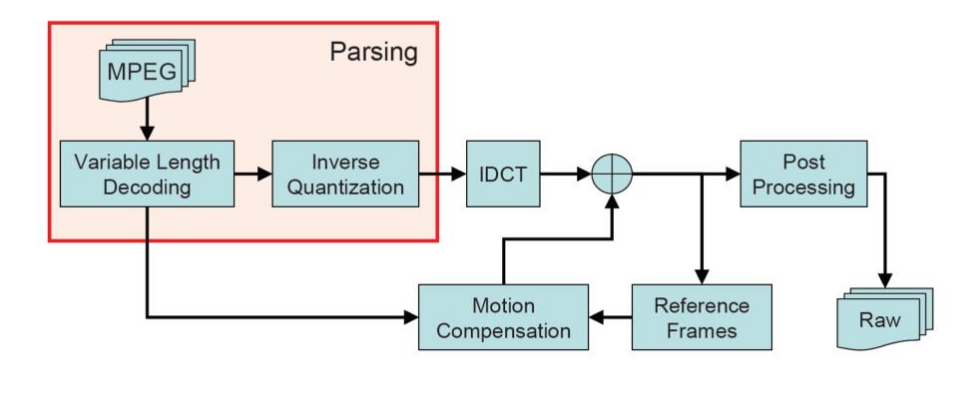 Parsing
MPEG
Variable Length
Decoding
Inverse
Quantization
IDCT
Post
Processing
Motion
Compensation
Reference
Frames
Raw